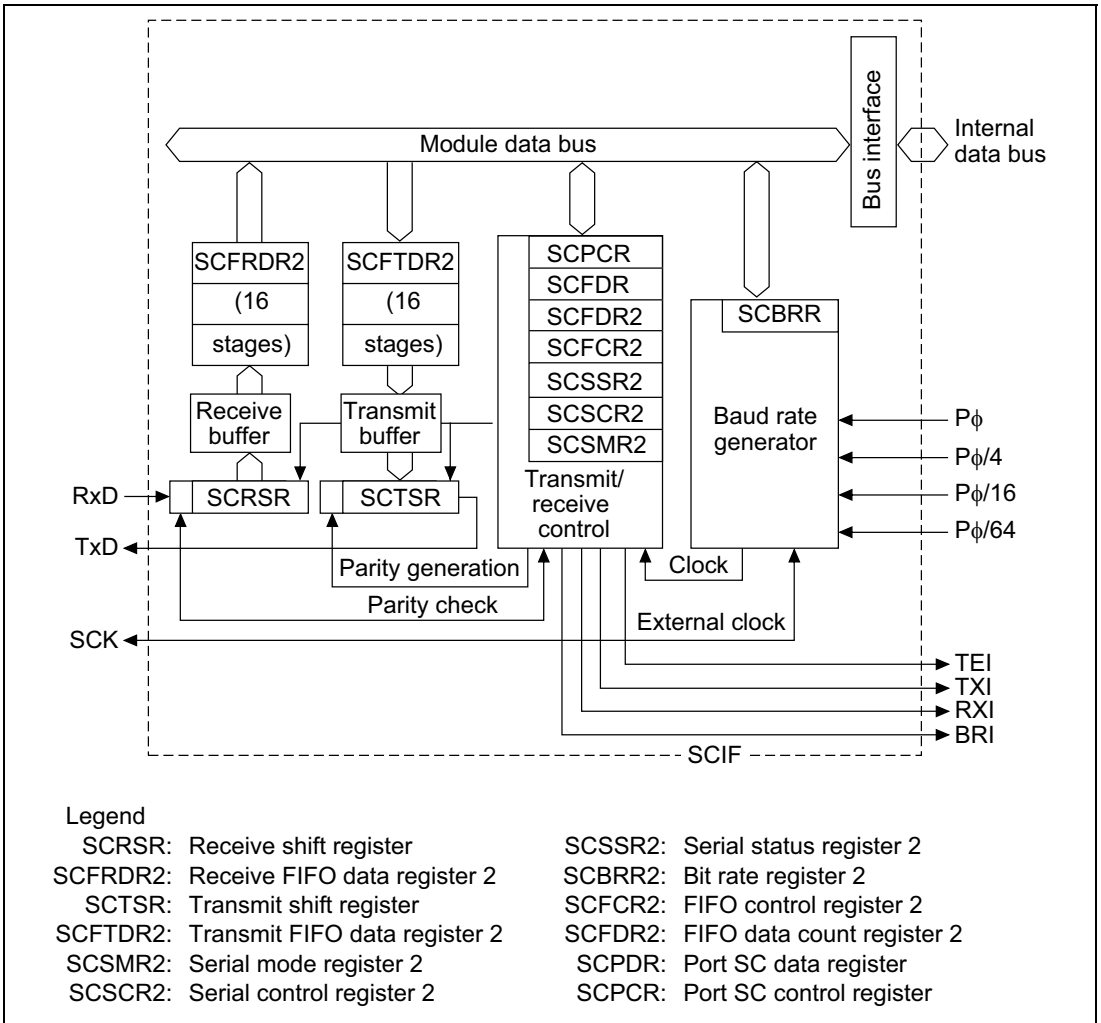 Bus interface
Internal
data bus
Module data bus
SCFRDR2
(16
stages)
SCFTDR2
(16
stages)
SCPCR
SCFDR
SCFDR2
SCFCR2
SCSSR2
SCSCR2
SCSMR2
Transmit/
receive
control
SCBRR
Baud rate
generator
Receive
buffer
Transmit
buffer
Pϕ
Pϕ/4
Pϕ/16
Pϕ/64
RxD
SCRSR
SCTSR
TxD
Parity generation
Clock
Parity check
External clock
SCK
TEI
TXI
RXI
BRI
SCIF
Legend
SCRSR: Receive shift register
SCFRDR2: Receive FIFO data register 2
SCTSR: Transmit shift register
SCFTDR2: Transmit FIFO data register 2
SCSMR2: Serial mode register 2
SCSCR2: Serial control register 2
SCSSR2: Serial status register 2
SCBRR2: Bit rate register 2
SCFCR2: FIFO control register 2
SCFDR2: FIFO data count register 2
SCPDR: Port SC data register
SCPCR: Port SC control register